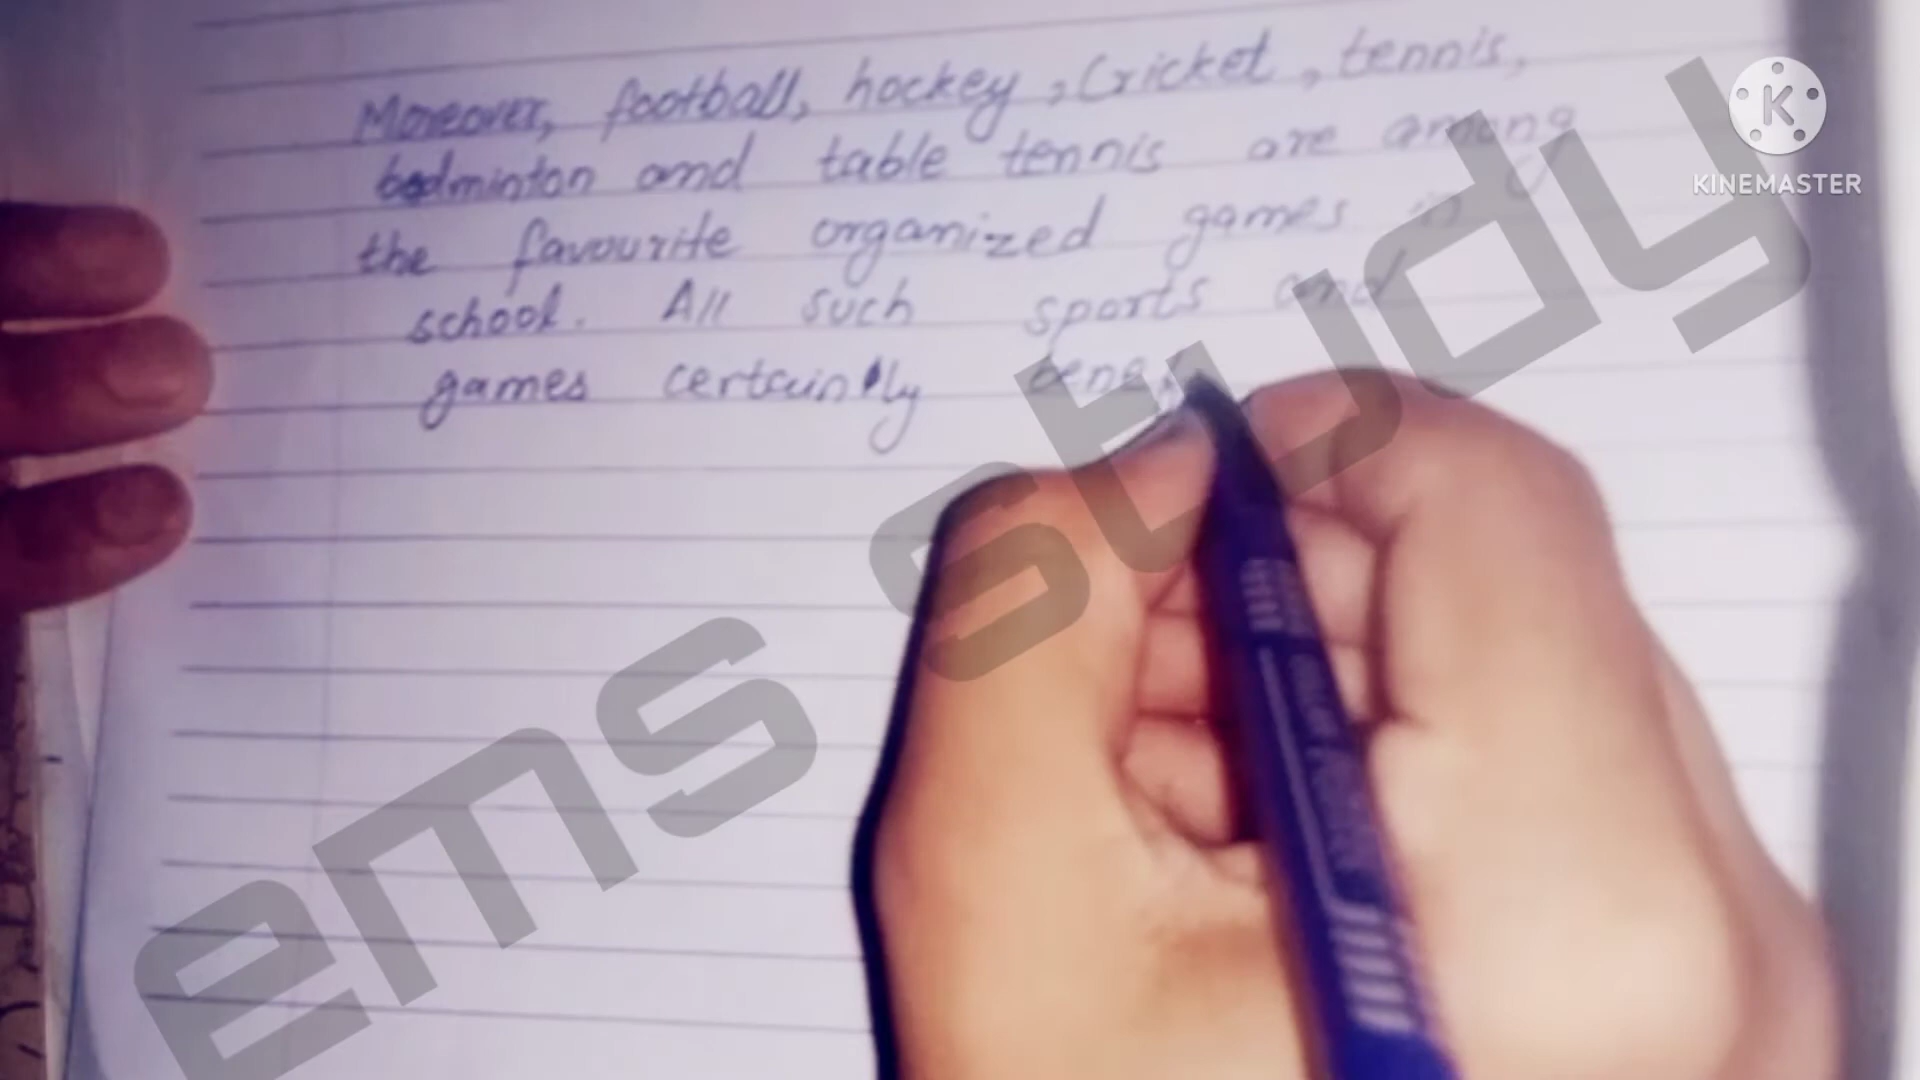 Moreover, football, hockey, Cricket, tennis,
badminton and table tennis are among
the favourite organized games in
school. All such sports and
games certainly
KINEMASTER
ems study